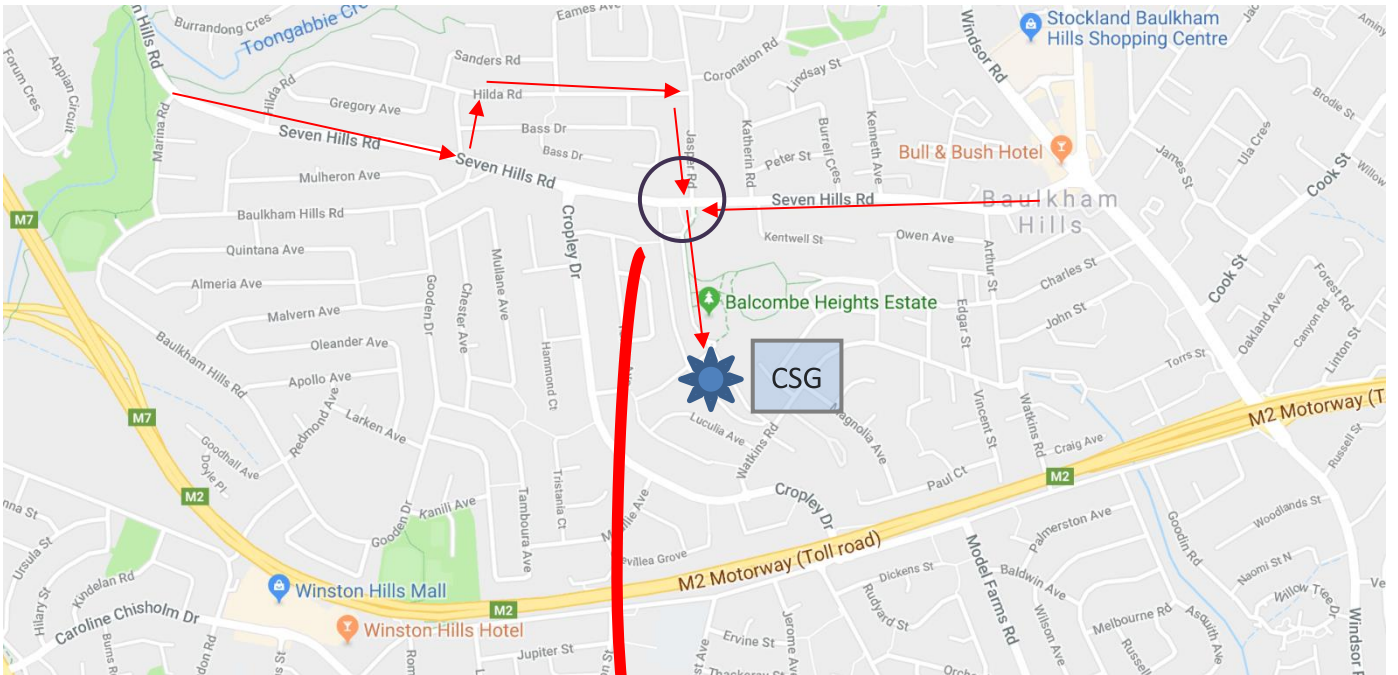 Burrandong Cres
Toongabbie Cre
Eames Ave
Stockland Baulkham
Hills Shopping Centre
Windsor Rd
n Hills Rd
Forum Cres
Appian Circuit
Sanders Rd
Coronation Rd
Lindsay St
Hilda Rd
Hilda Rd
Gregory Ave
Brodie St
Marina Rd
Seven Hills Rd
Bass Dr
Bass Dr
Jasper Rd
Katherin Rd
Peter St
Burrell Cres
Kenneth Ave
Bull & Bush Hotel
James St
Ula Cres
Cook St
Willow
Seven Hills Rd
Mulheron Ave
Seven Hills Rd
Baulkham
Hills
M7
Baulkham Hills Rd
Cropley Dr
Kentwell St
Owen Ave
Arthur St
Quintana Ave
Mullane Ave
Charles St
Cook St
Almeria Ave
Gooden Dr
Chester Ave
Balcombe Heights Estate
Edgar St
John St
Oakland Ave
Forest Rd
Canyon Rd
Linton St
Malvern Ave
Oleander Ave
Hammond Ct
Torrs St
Baulkham Hills Rd
Apollo Ave
CSG
M7
Redmond Ave
Larken Ave
Luculia Ave
Watkins Rd
Magnolia Ave
Vincent St
Watkins Rd
M2 Motorway (T
Goodhall Ave
Doyle Pl
Craig Ave
Russell St
M2
Tristania Ct
Paul Ct
M2
Cropley Dr
Kanili Ave
Tamboura Ave
Gooden Dr
Woodlands St
Palmerston Ave
Goodin Rd
Ursula St
M2 Motorway (Toll road)
Model Farms Rd
Naomi St N
Kindelan Rd
Dickens St
Baldwin Ave
Winston Hills Mall
M2
Rudyard St
Willow Tree Dr
Hilary St
Caroline Chisholm Dr
Wilson Ave
Melbourne Rd
Asquith Ave
Windsor R
Winston Hills Hotel
Ervine St
Jerome Ave
Jupiter St
Thackeray St